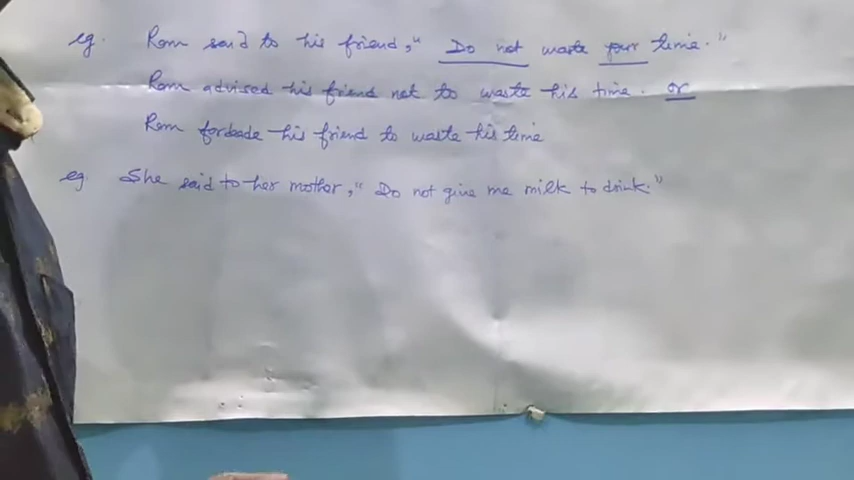 eg. Ram said to his friend, "Do not waste your time."
Ram advised his friend not to waste his time. or
Ram forbade his friend to waste his time
eg. She said to her mother, "Do not give me milk to drink."